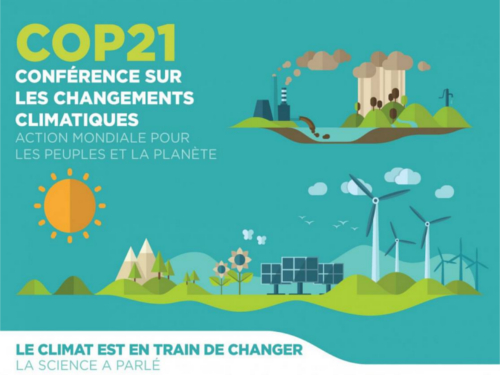 COP21
CONFÉRENCE SUR
LES CHANGEMENTS
CLIMATIQUES
ACTION MONDIALE POUR
LES PEUPLES ET LA PLANÈTE
LE CLIMAT EST EN TRAIN DE CHANGER
LA SCIENCE A PARLÉ